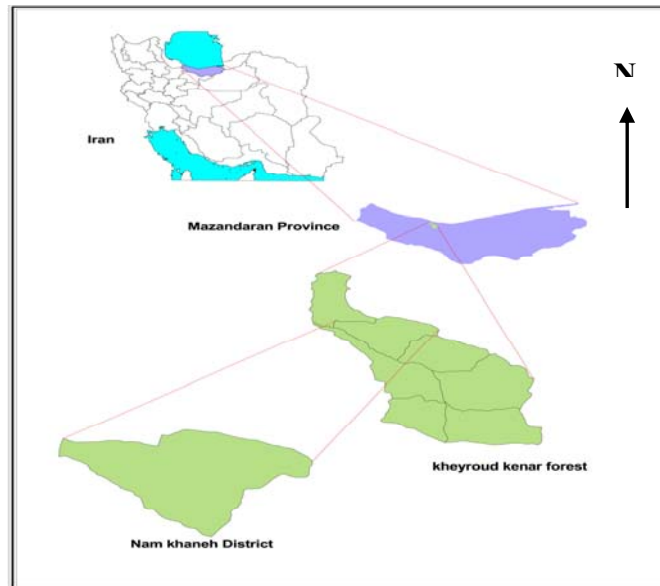 N
Iran
Mazandaran Province
kheyroud kenar forest
Nam khaneh District